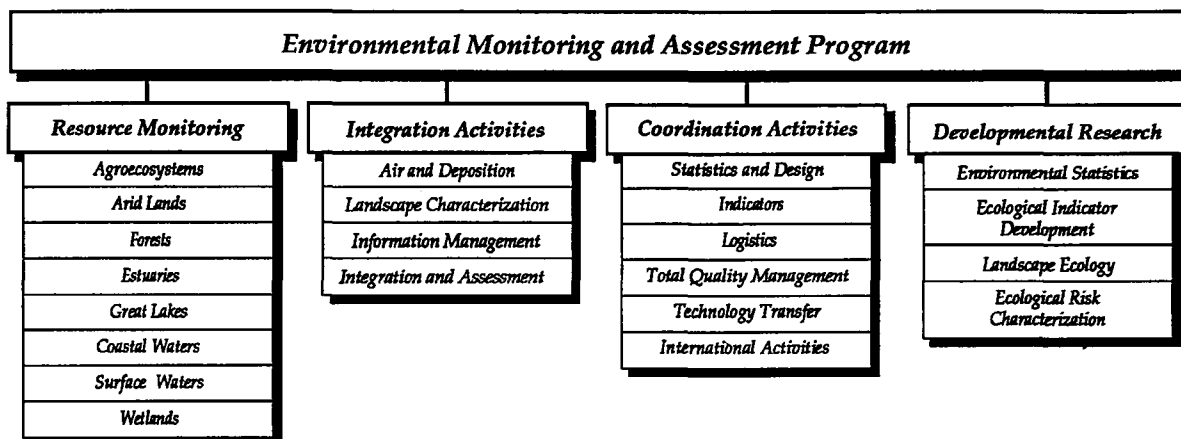 Environmental Monitoring and Assessment Program
Resource Monitoring
Agroecosystems
Arid Lands
Forests
Estuaries
Great Lakes
Coastal Waters
Surface Waters
Wetlands
Integration Activities
Air and Deposition
Landscape Characterization
Information Management
Integration and Assessment
Coordination Activities
Statistics and Design
Indicators
Logistics
Total Quality Management
Technology Transfer
International Activities
Developmental Research
Environmental Statistics
Ecological Indicator
Development
Landscape Ecology
Ecological Risk
Characterization